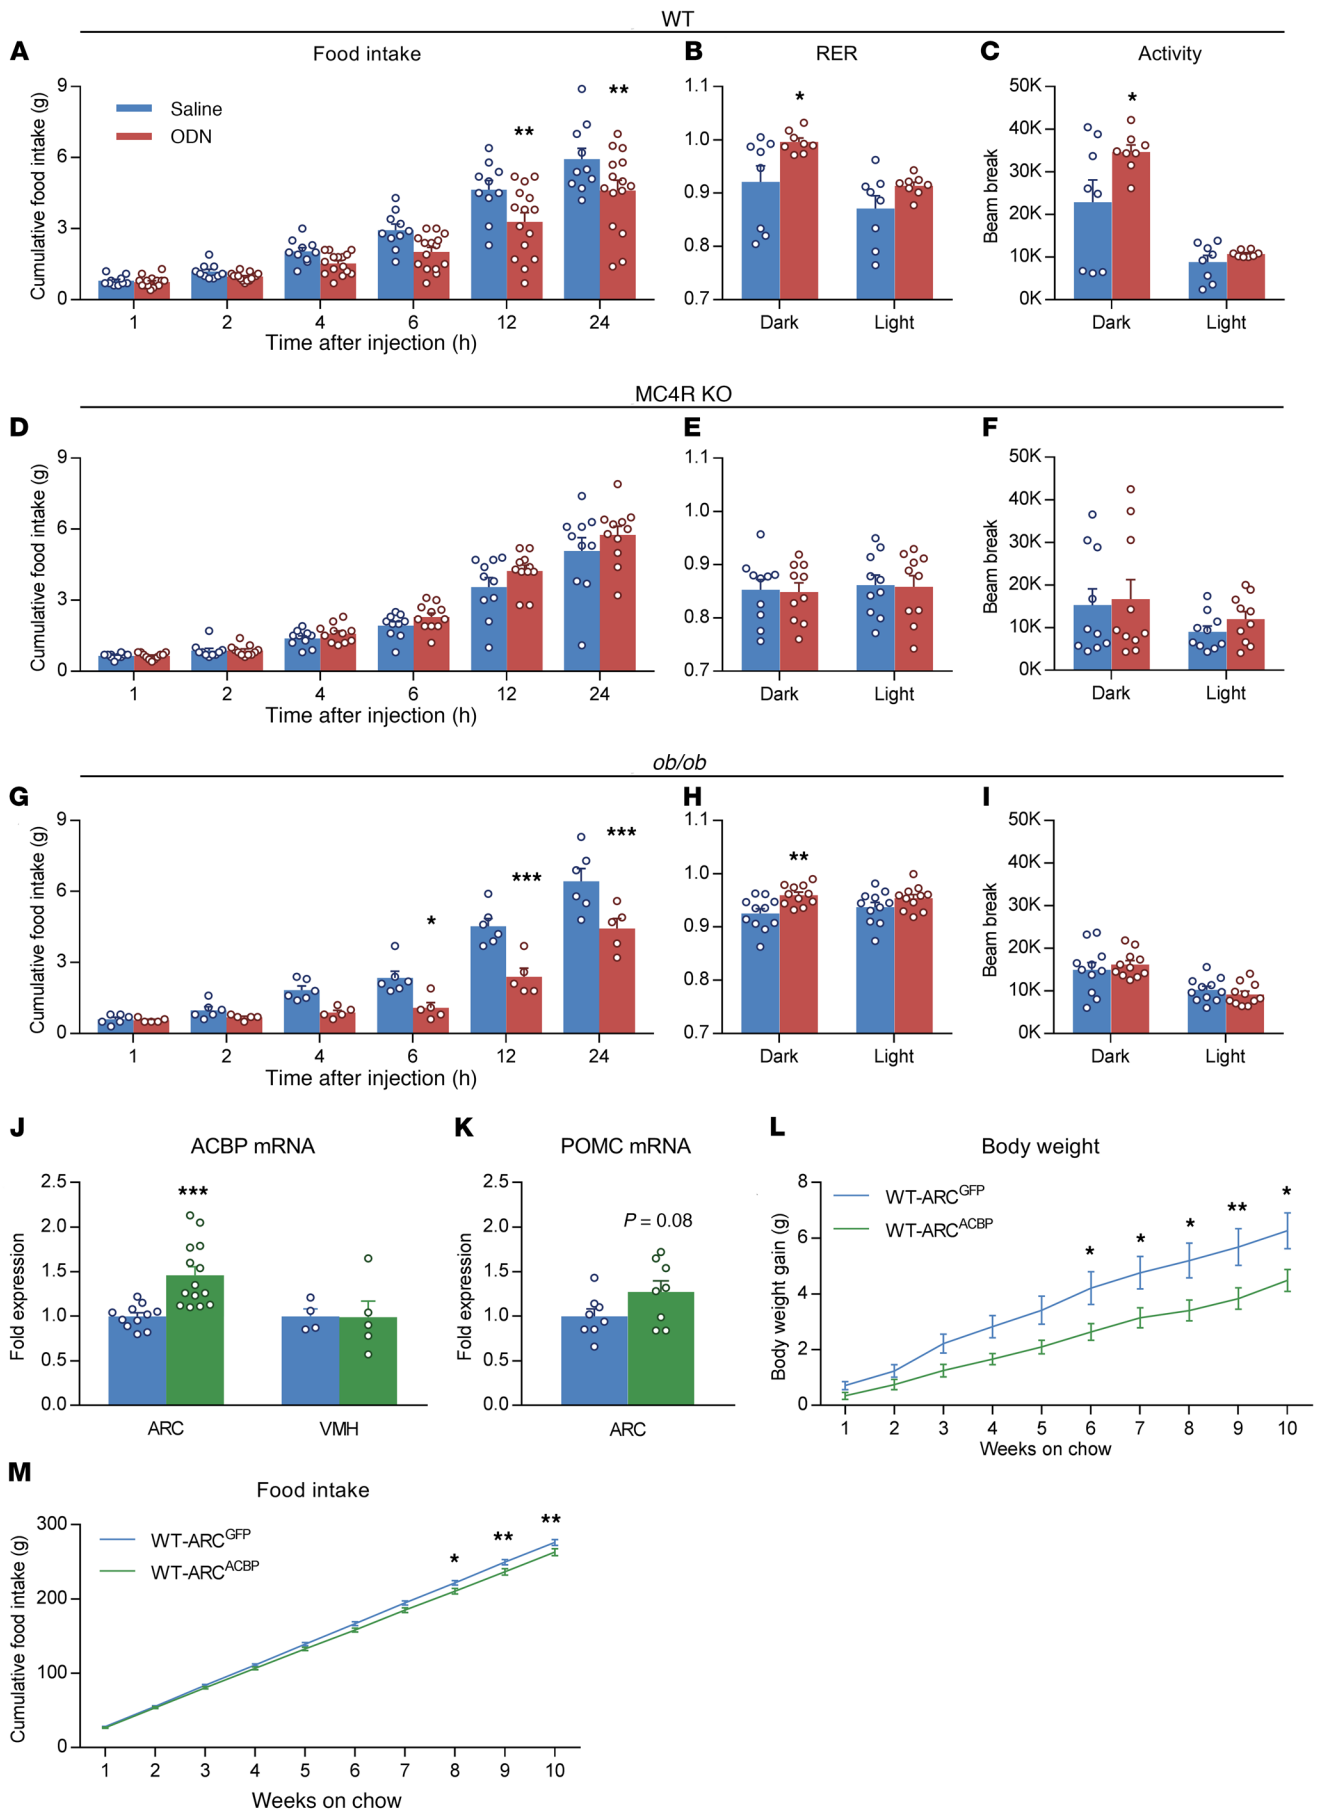 WT
A
Food intake
B
RER
C
Activity
Cumulative food intake (g)
9
6
3
0
Saline
ODN
**
**
1 2 4 6 12 24
Time after injection (h)
1.1
1.0
0.9
0.8
0.7
*
Dark Light
Beam break
50K
40K
30K
20K
10K
0K
*
Dark Light
MC4R KO
D
E
F
Cumulative food intake (g)
9
6
3
0
1 2 4 6 12 24
Time after injection (h)
1.1
1.0
0.9
0.8
0.7
Dark Light
Beam break
50K
40K
30K
20K
10K
0K
Dark Light
ob/ob
G
H
I
Cumulative food intake (g)
9
6
3
0
*
***
***
1 2 4 6 12 24
Time after injection (h)
1.1
1.0
0.9
0.8
0.7
**
Dark Light
Beam break
50K
40K
30K
20K
10K
0K
Dark Light
J
ACBP mRNA
Fold expression
2.5
2.0
1.5
1.0
0.5
0.0
***
ARC VMH
K
POMC mRNA
Fold expression
2.5
2.0
1.5
1.0
0.5
0.0
P = 0.08
ARC
L
Body weight
Body weight gain (g)
8
6
4
2
0
WT-ARCGFP
WT-ARCACBP
* * * ** *
1 2 3 4 5 6 7 8 9 10
Weeks on chow
M
Food intake
Cumulative food intake (g)
300
200
100
0
WT-ARCGFP
WT-ARCACBP
* ** **
1 2 3 4 5 6 7 8 9 10
Weeks on chow